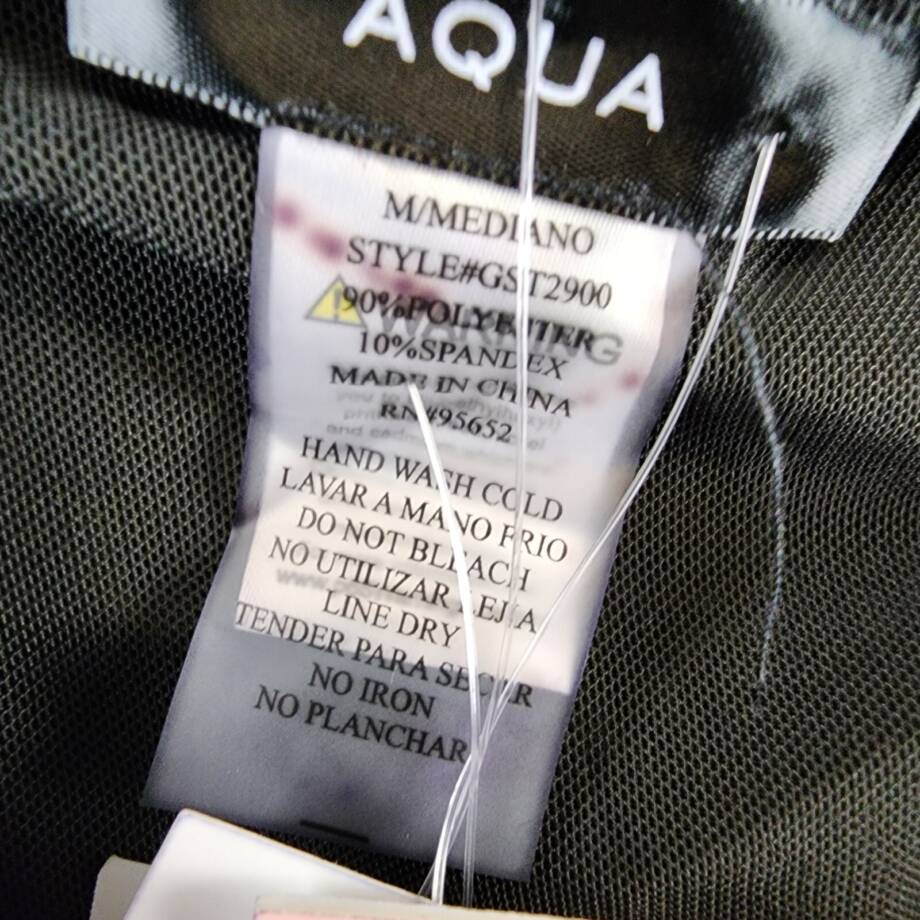 AQUA
M/MEDIANO
STYLE#GST2900
90%POLYESTER
WARNING
10%SPANDEX
MADE IN CHINA
RN#95652
HAND WASH COLD
LAVAR A MANO FRIO
DO NOT BLEACH
NO UTILIZAR LEJIA
LINE DRY
TENDER PARA SECAR
NO IRON
NO PLANCHAR